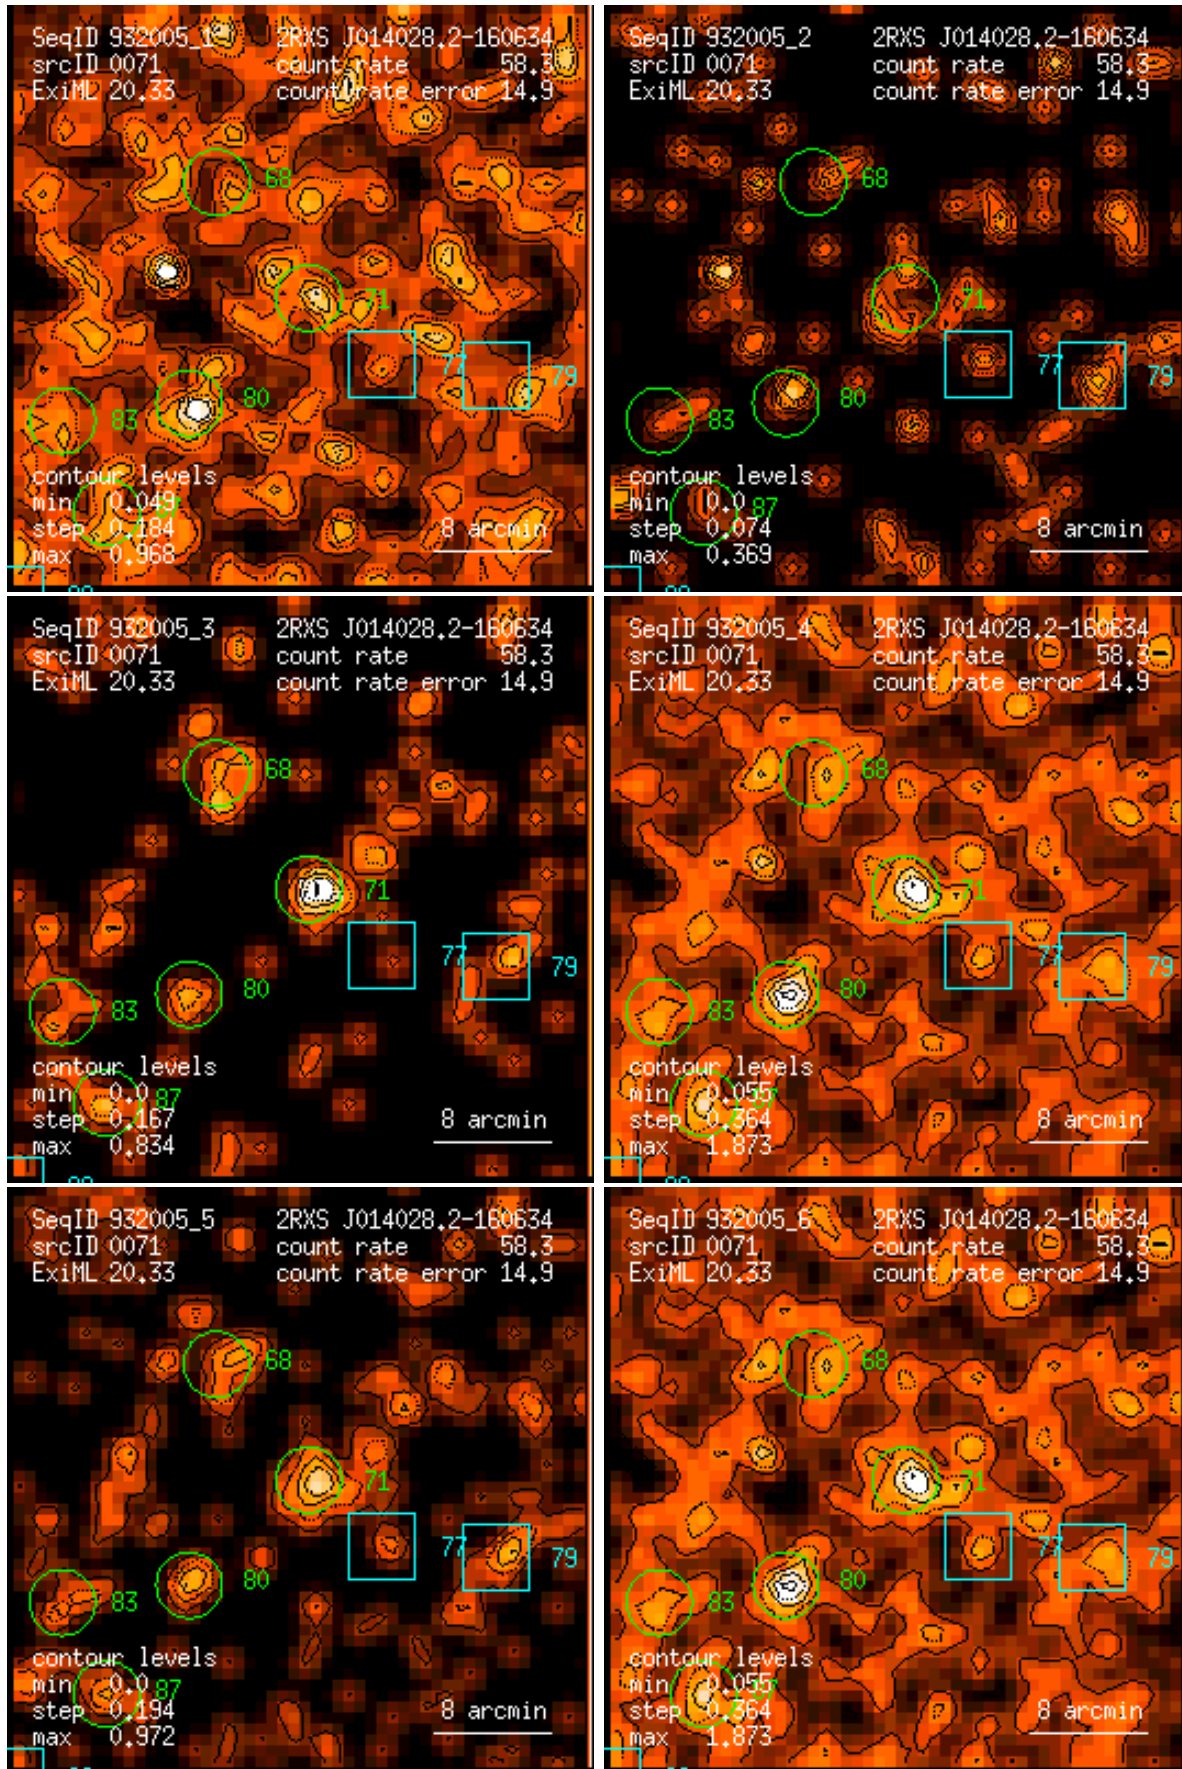 SeqID 932005_1 2RXS J014028.2-160634
srcID 0071 count rate 58.3
ExiML 20.33 count rate error 14.9
68
71
77
79
80
83
contour levels
min 0.049 87
step 0.184 8 arcmin
max 0.968
SeqID 932005_2 2RXS J014028.2-160634
srcID 0071 count rate 58.3
ExiML 20.33 count rate error 14.9
68
71
77
79
80
83
contour levels
min 0.0 87
step 0.074 8 arcmin
max 0.369
SeqID 932005_3 2RXS J014028.2-160634
srcID 0071 count rate 58.3
ExiML 20.33 count rate error 14.9
68
71
77
79
80
83
contour levels
min 0.0 87
step 0.167 8 arcmin
max 0.834
SeqID 932005_4 2RXS J014028.2-160634
srcID 0071 count rate 58.3
ExiML 20.33 count rate error 14.9
68
71
77
79
80
83
contour levels
min 0.055
step 0.364 8 arcmin
max 1.873
SeqID 932005_5 2RXS J014028.2-160634
srcID 0071 count rate 58.3
ExiML 20.33 count rate error 14.9
68
71
77
79
80
83
contour levels
min 0.0 87
step 0.194 8 arcmin
max 0.972
SeqID 932005_6 2RXS J014028.2-160634
srcID 0071 count rate 58.3
ExiML 20.33 count rate error 14.9
68
71
77
79
80
83
contour levels
min 0.055
step 0.364 8 arcmin
max 1.873